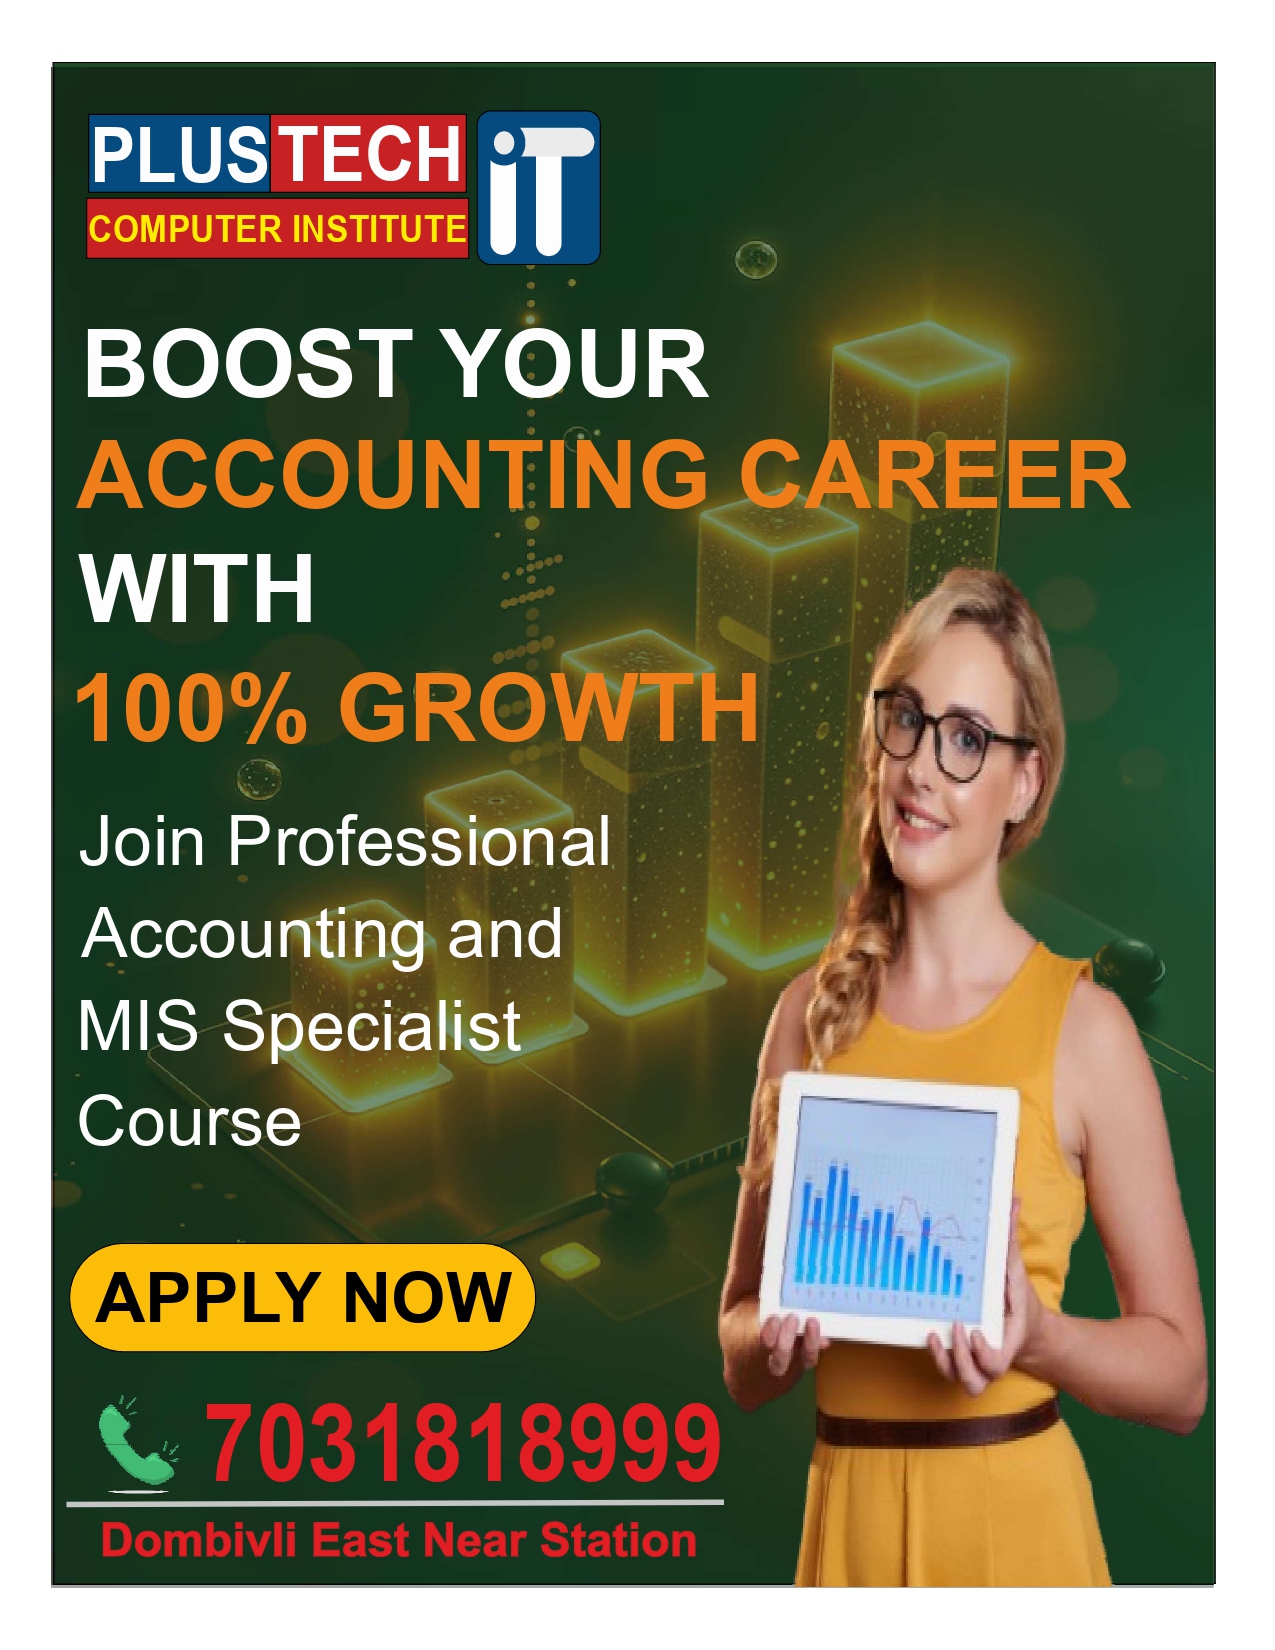 PLUSTECH
COMPUTER INSTITUTE
iT
BOOST YOUR
ACCOUNTING CAREER
WITH
100% GROWTH
Join Professional
Accounting and
MIS Specialist
Course
APPLY NOW
7031818999
Dombivli East Near Station